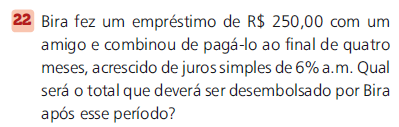 22 Bira fez um empréstimo de R$ 250,00 com um
amigo e combinou de pagá-lo ao final de quatro
meses, acrescido de juros simples de 6% a.m. Qual
será o total que deverá ser desembolsado por Bira
após esse período?